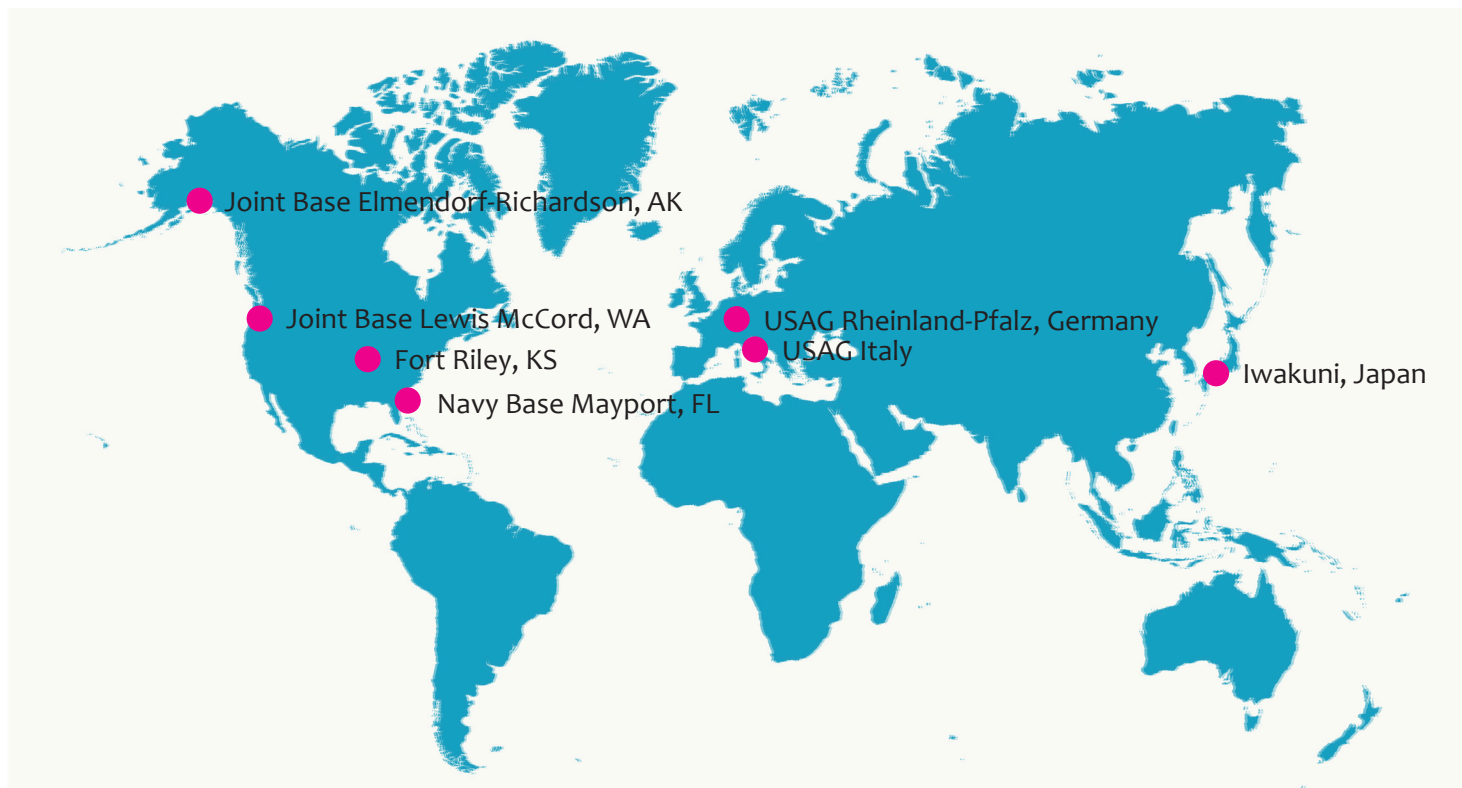 Joint Base Elmendorf-Richardson, AK
Joint Base Lewis McCord, WA
USAG Rheinland-Pfalz, Germany
USAG Italy
Fort Riley, KS
Iwakuni, Japan
Navy Base Mayport, FL